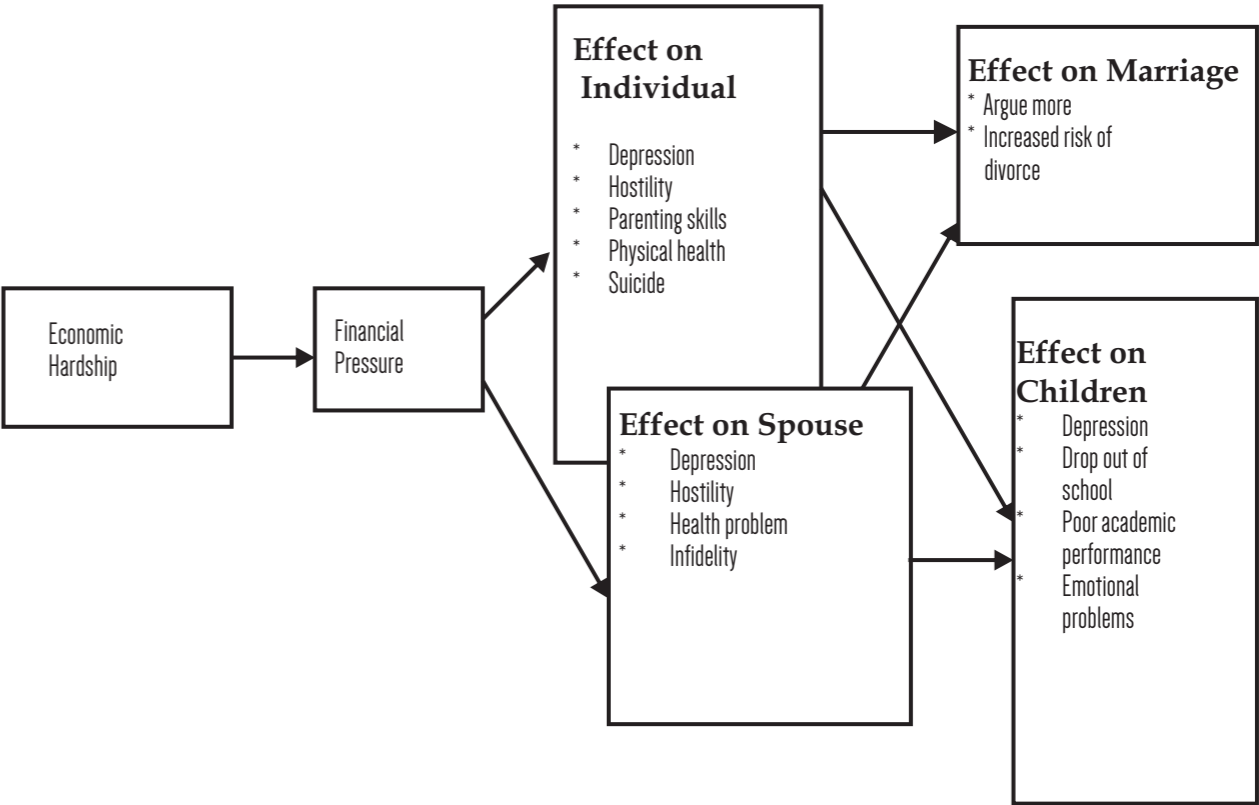 Economic
Hardship
Financial
Pressure
Effect on
Individual
* Depression
* Hostility
* Parenting skills
* Physical health
* Suicide
Effect on Spouse
* Depression
* Hostility
* Health problem
* Infidelity
Effect on Marriage
* Argue more
* Increased risk of
divorce
Effect on
Children
* Depression
* Drop out of
school
* Poor academic
performance
* Emotional
problems